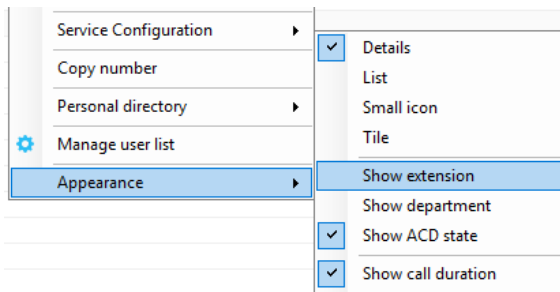 Service Configuration
Copy number
Personal directory
Manage user list
Appearance
Details
List
Small icon
Tile
Show extension
Show department
Show ACD state
Show call duration